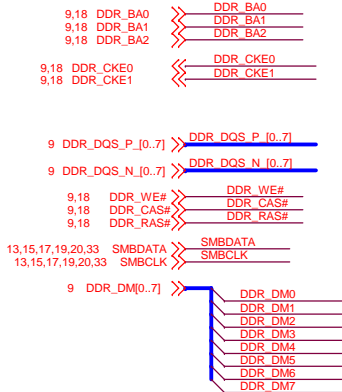 9,18 DDR_BA0 DDR_BA0
9,18 DDR_BA1 DDR_BA1
9,18 DDR_BA2 DDR_BA2
9,18 DDR_CKE0 DDR_CKE0
9,18 DDR_CKE1 DDR_CKE1
9 DDR_DQS_P_[0..7] DDR_DQS_P_[0..7]
9 DDR_DQS_N_[0..7] DDR_DQS_N_[0..7]
9,18 DDR_WE# DDR_WE#
9,18 DDR_CAS# DDR_CAS#
9,18 DDR_RAS# DDR_RAS#
13,15,17,19,20,33 SMBDATA SMBDATA
13,15,17,19,20,33 SMBCLK SMBCLK
9 DDR_DM[0..7]
DDR_DM0
DDR_DM1
DDR_DM2
DDR_DM3
DDR_DM4
DDR_DM5
DDR_DM6
DDR_DM7